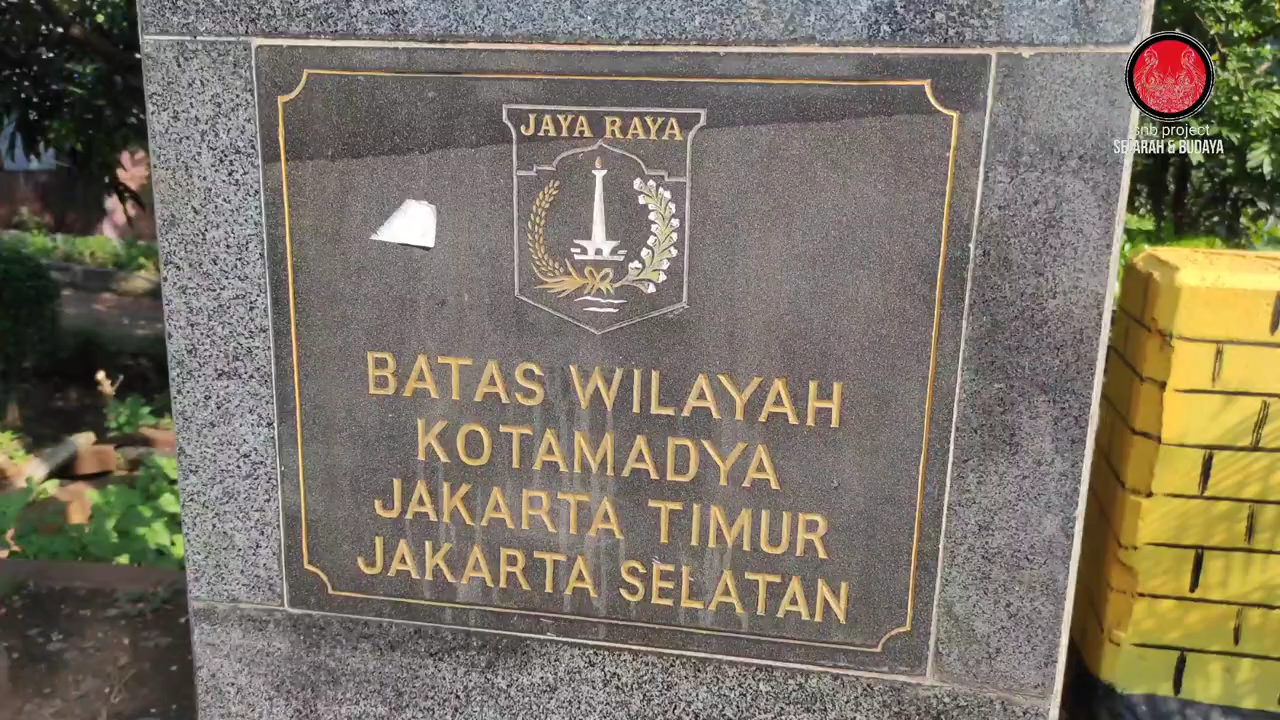 JAYA RAYA
BATAS WILAYAH
KOTAMADYA
JAKARTA TIMUR
JAKARTA SELATAN
snb project
SEJARAH & BUDAYA